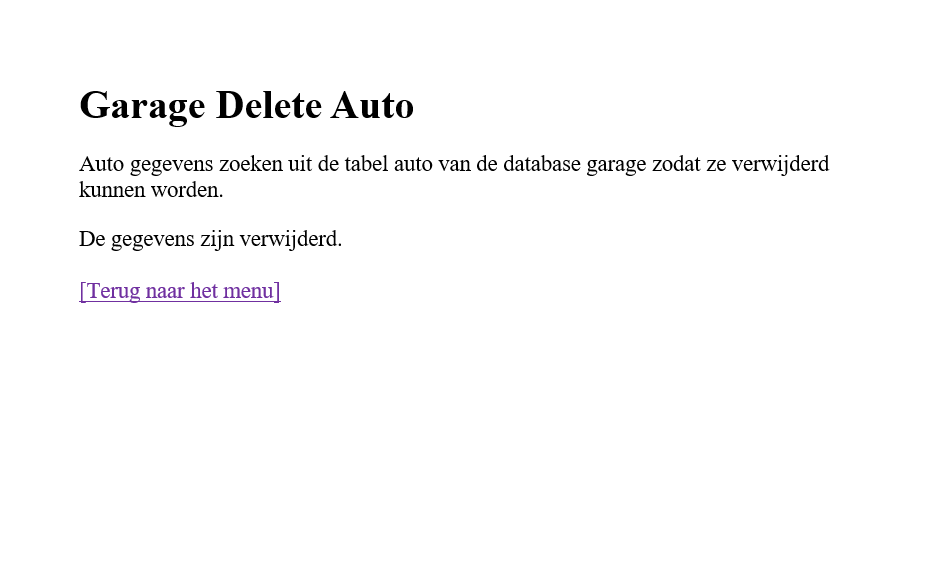 Garage Delete Auto
Auto gegevens zoeken uit de tabel auto van de database garage zodat ze verwijderd
kunnen worden.
De gegevens zijn verwijderd.
[Terug naar het menu]